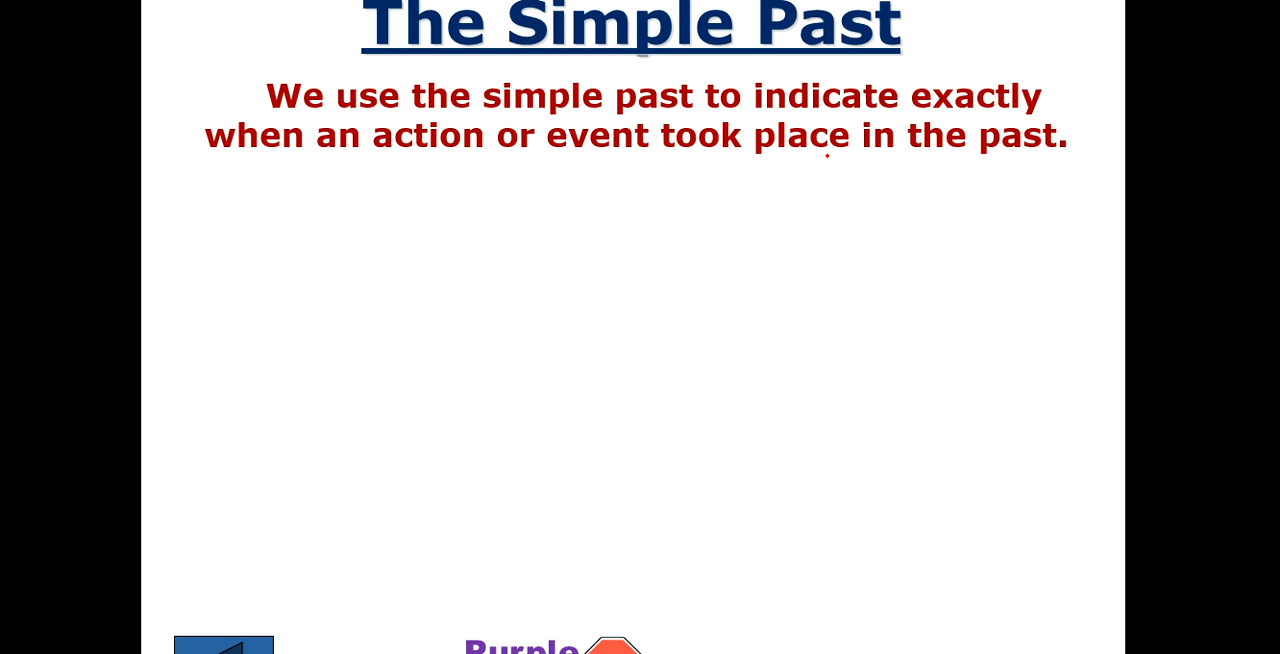 The Simple Past
We use the simple past to indicate exactly
when an action or event took place in the past.
Purple